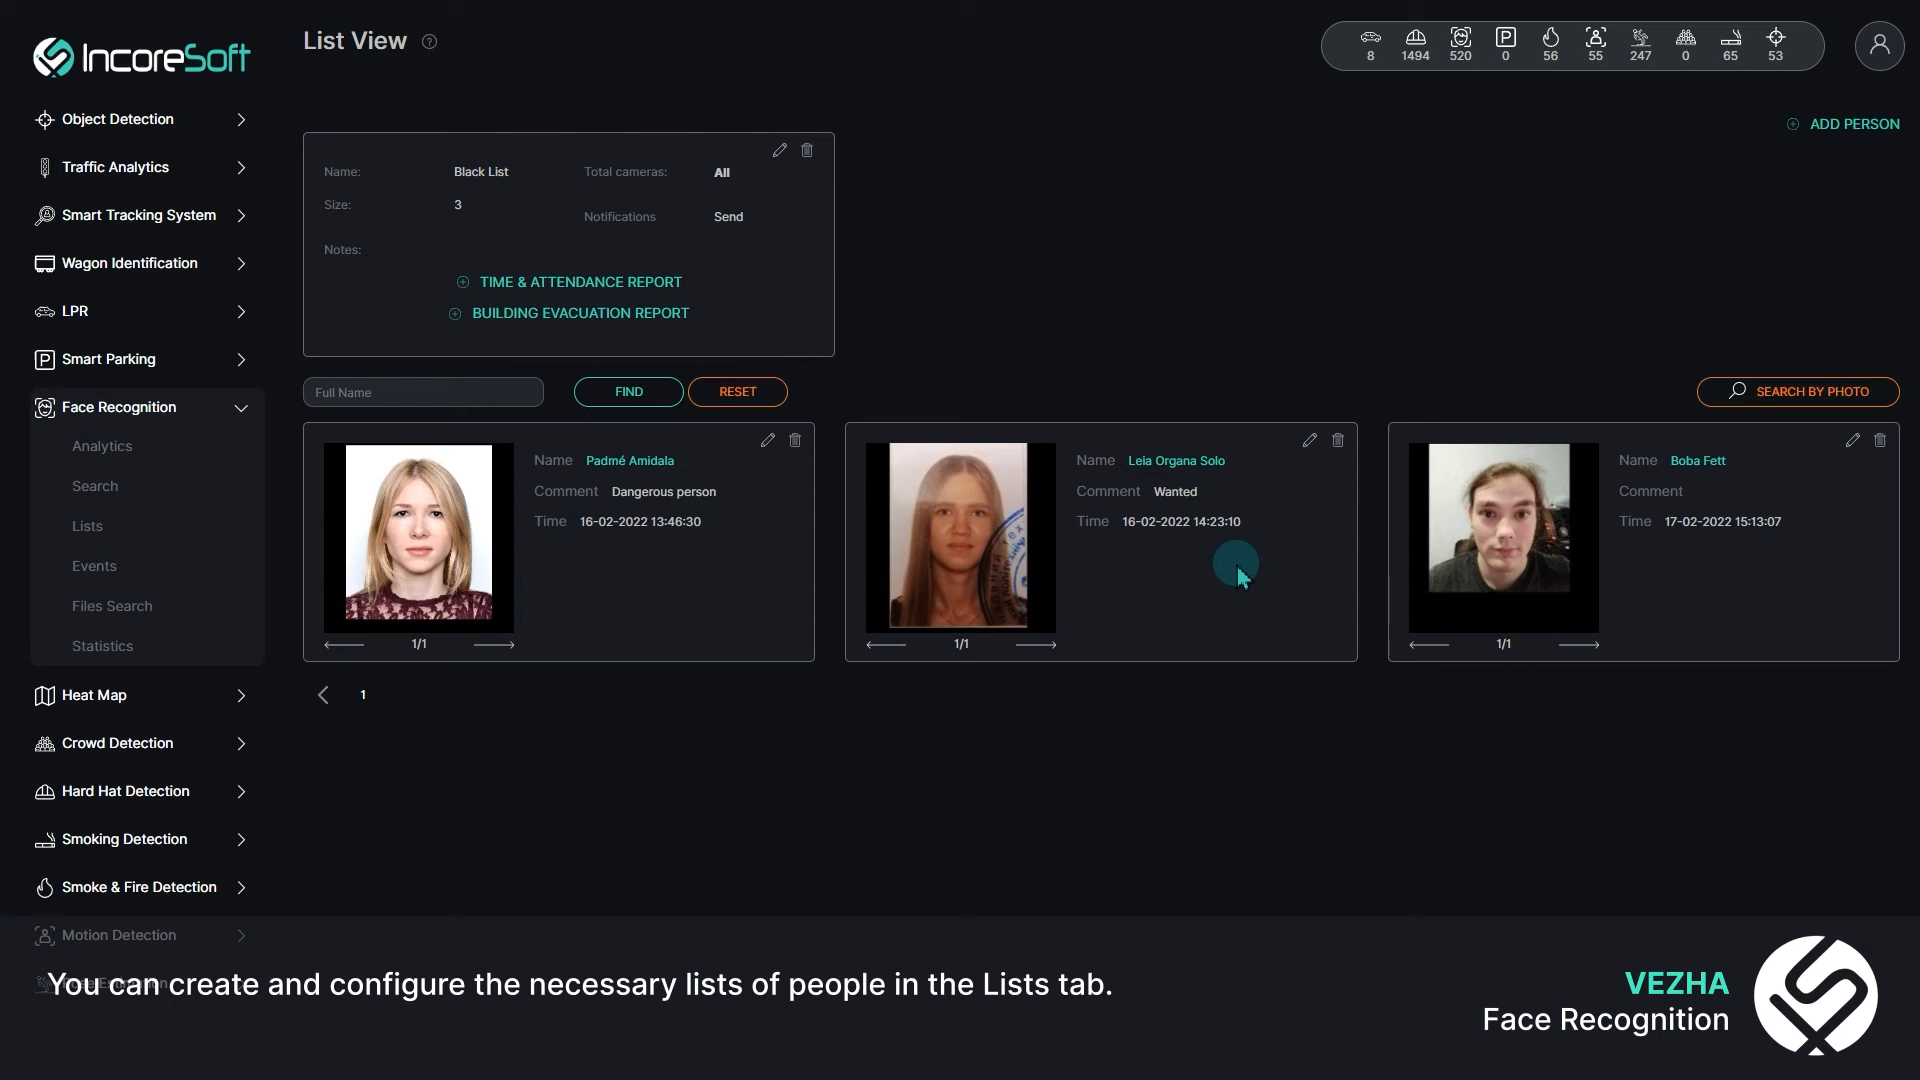 IncoreSoft
List View
8 1494 520 0 56 55 247 0 65 53
Object Detection
Traffic Analytics
Smart Tracking System
Wagon Identification
LPR
Smart Parking
Face Recognition
Analytics
Search
Lists
Events
Files Search
Statistics
Heat Map
Crowd Detection
Hard Hat Detection
Smoking Detection
Smoke & Fire Detection
Motion Detection
ADD PERSON
Name: Black List Total cameras: All
Size: 3
Notifications Send
Notes:
TIME & ATTENDANCE REPORT
BUILDING EVACUATION REPORT
Full Name FIND RESET SEARCH BY PHOTO
Name Padmé Amidala
Comment Dangerous person
Time 16-02-2022 13:46:30
1/1
Name Leia Organa Solo
Comment Wanted
Time 16-02-2022 14:23:10
1/1
Name Boba Fett
Comment
Time 17-02-2022 15:13:07
1/1
1
You can create and configure the necessary lists of people in the Lists tab.
VEZHA
Face Recognition